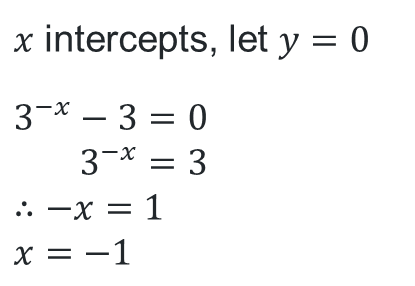 x intercepts, let y = 0
3⁻ˣ − 3 = 0
3⁻ˣ = 3
∴ −x = 1
x = −1